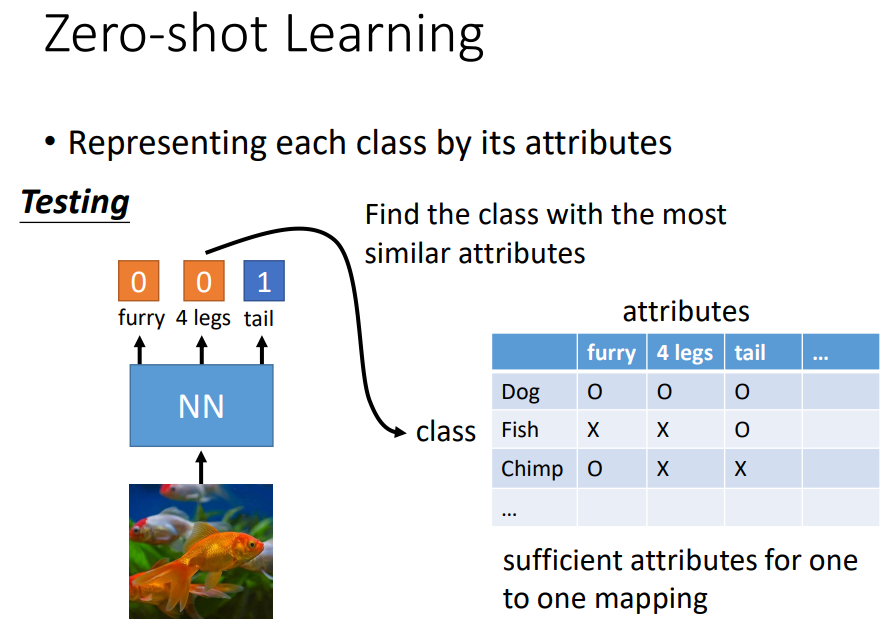 Zero-shot Learning
• Representing each class by its attributes
Testing
Find the class with the most
similar attributes
0 0 1
furry 4 legs tail
NN
class
attributes
furry 4 legs tail ...
Dog O O O
Fish X X O
Chimp O X X
...
sufficient attributes for one
to one mapping